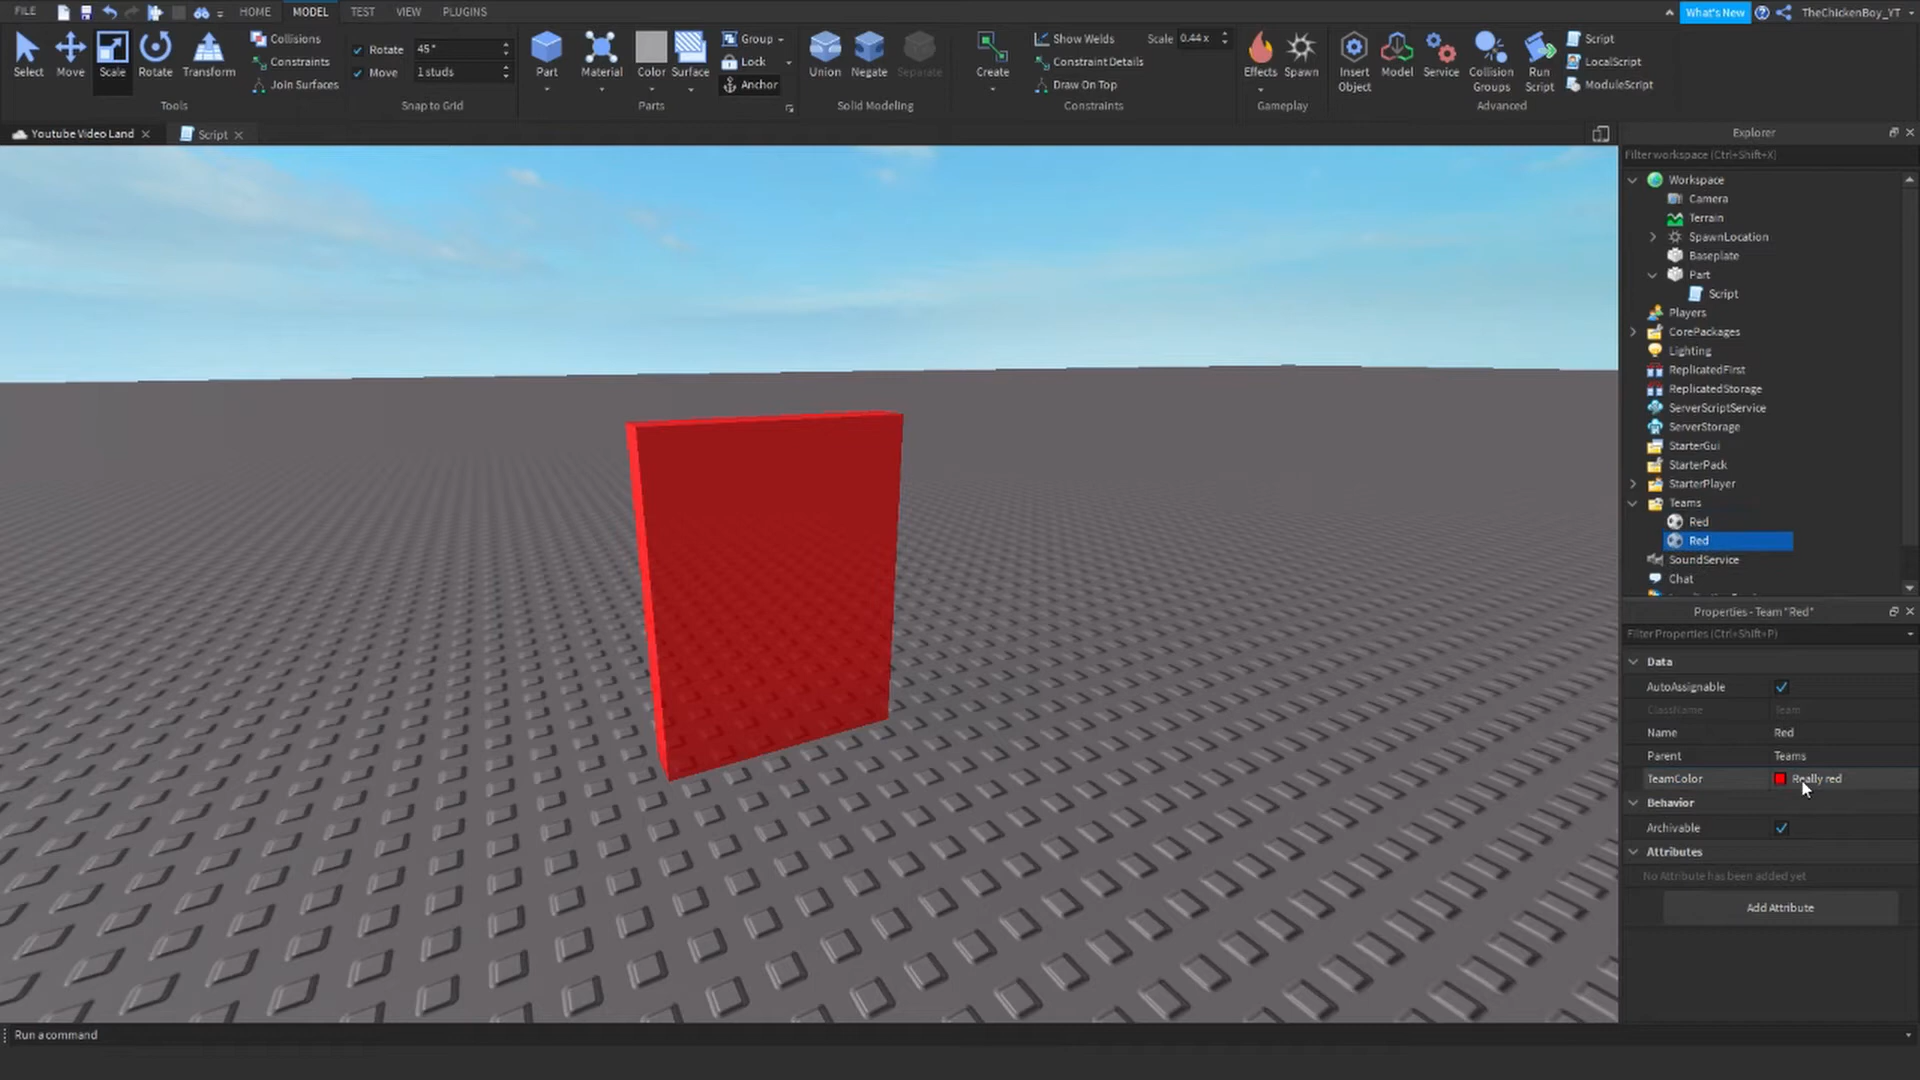 FILE HOME MODEL TEST VIEW PLUGINS What's New TheChickenBoy_YT
Select Move Scale Rotate Transform
Collisions
Constraints
Join Surfaces
Tools
Rotate 45°
Move 1 studs
Snap to Grid
Part Material Color Surface
Group
Lock
Anchor
Parts
Union Negate Separate
Solid Modeling
Create
Show Welds Scale 0.44 x
Constraint Details
Draw On Top
Constraints
Effects Spawn
Gameplay
Insert Object Model Service Collision Groups Run Script
Script
LocalScript
ModuleScript
Advanced
Youtube Video Land Script
Explorer
Filter workspace (Ctrl+Shift+X)
Workspace
Camera
Terrain
SpawnLocation
Baseplate
Part
Script
Players
CorePackages
Lighting
ReplicatedFirst
ReplicatedStorage
ServerScriptService
ServerStorage
StarterGui
StarterPack
StarterPlayer
Teams
Red
Red
SoundService
Chat
Properties - Team "Red"
Filter Properties (Ctrl+Shift+P)
Data
AutoAssignable
ClassName Team
Name Red
Parent Teams
TeamColor Really red
Behavior
Archivable
Attributes
No Attribute has been added yet
Add Attribute
Run a command